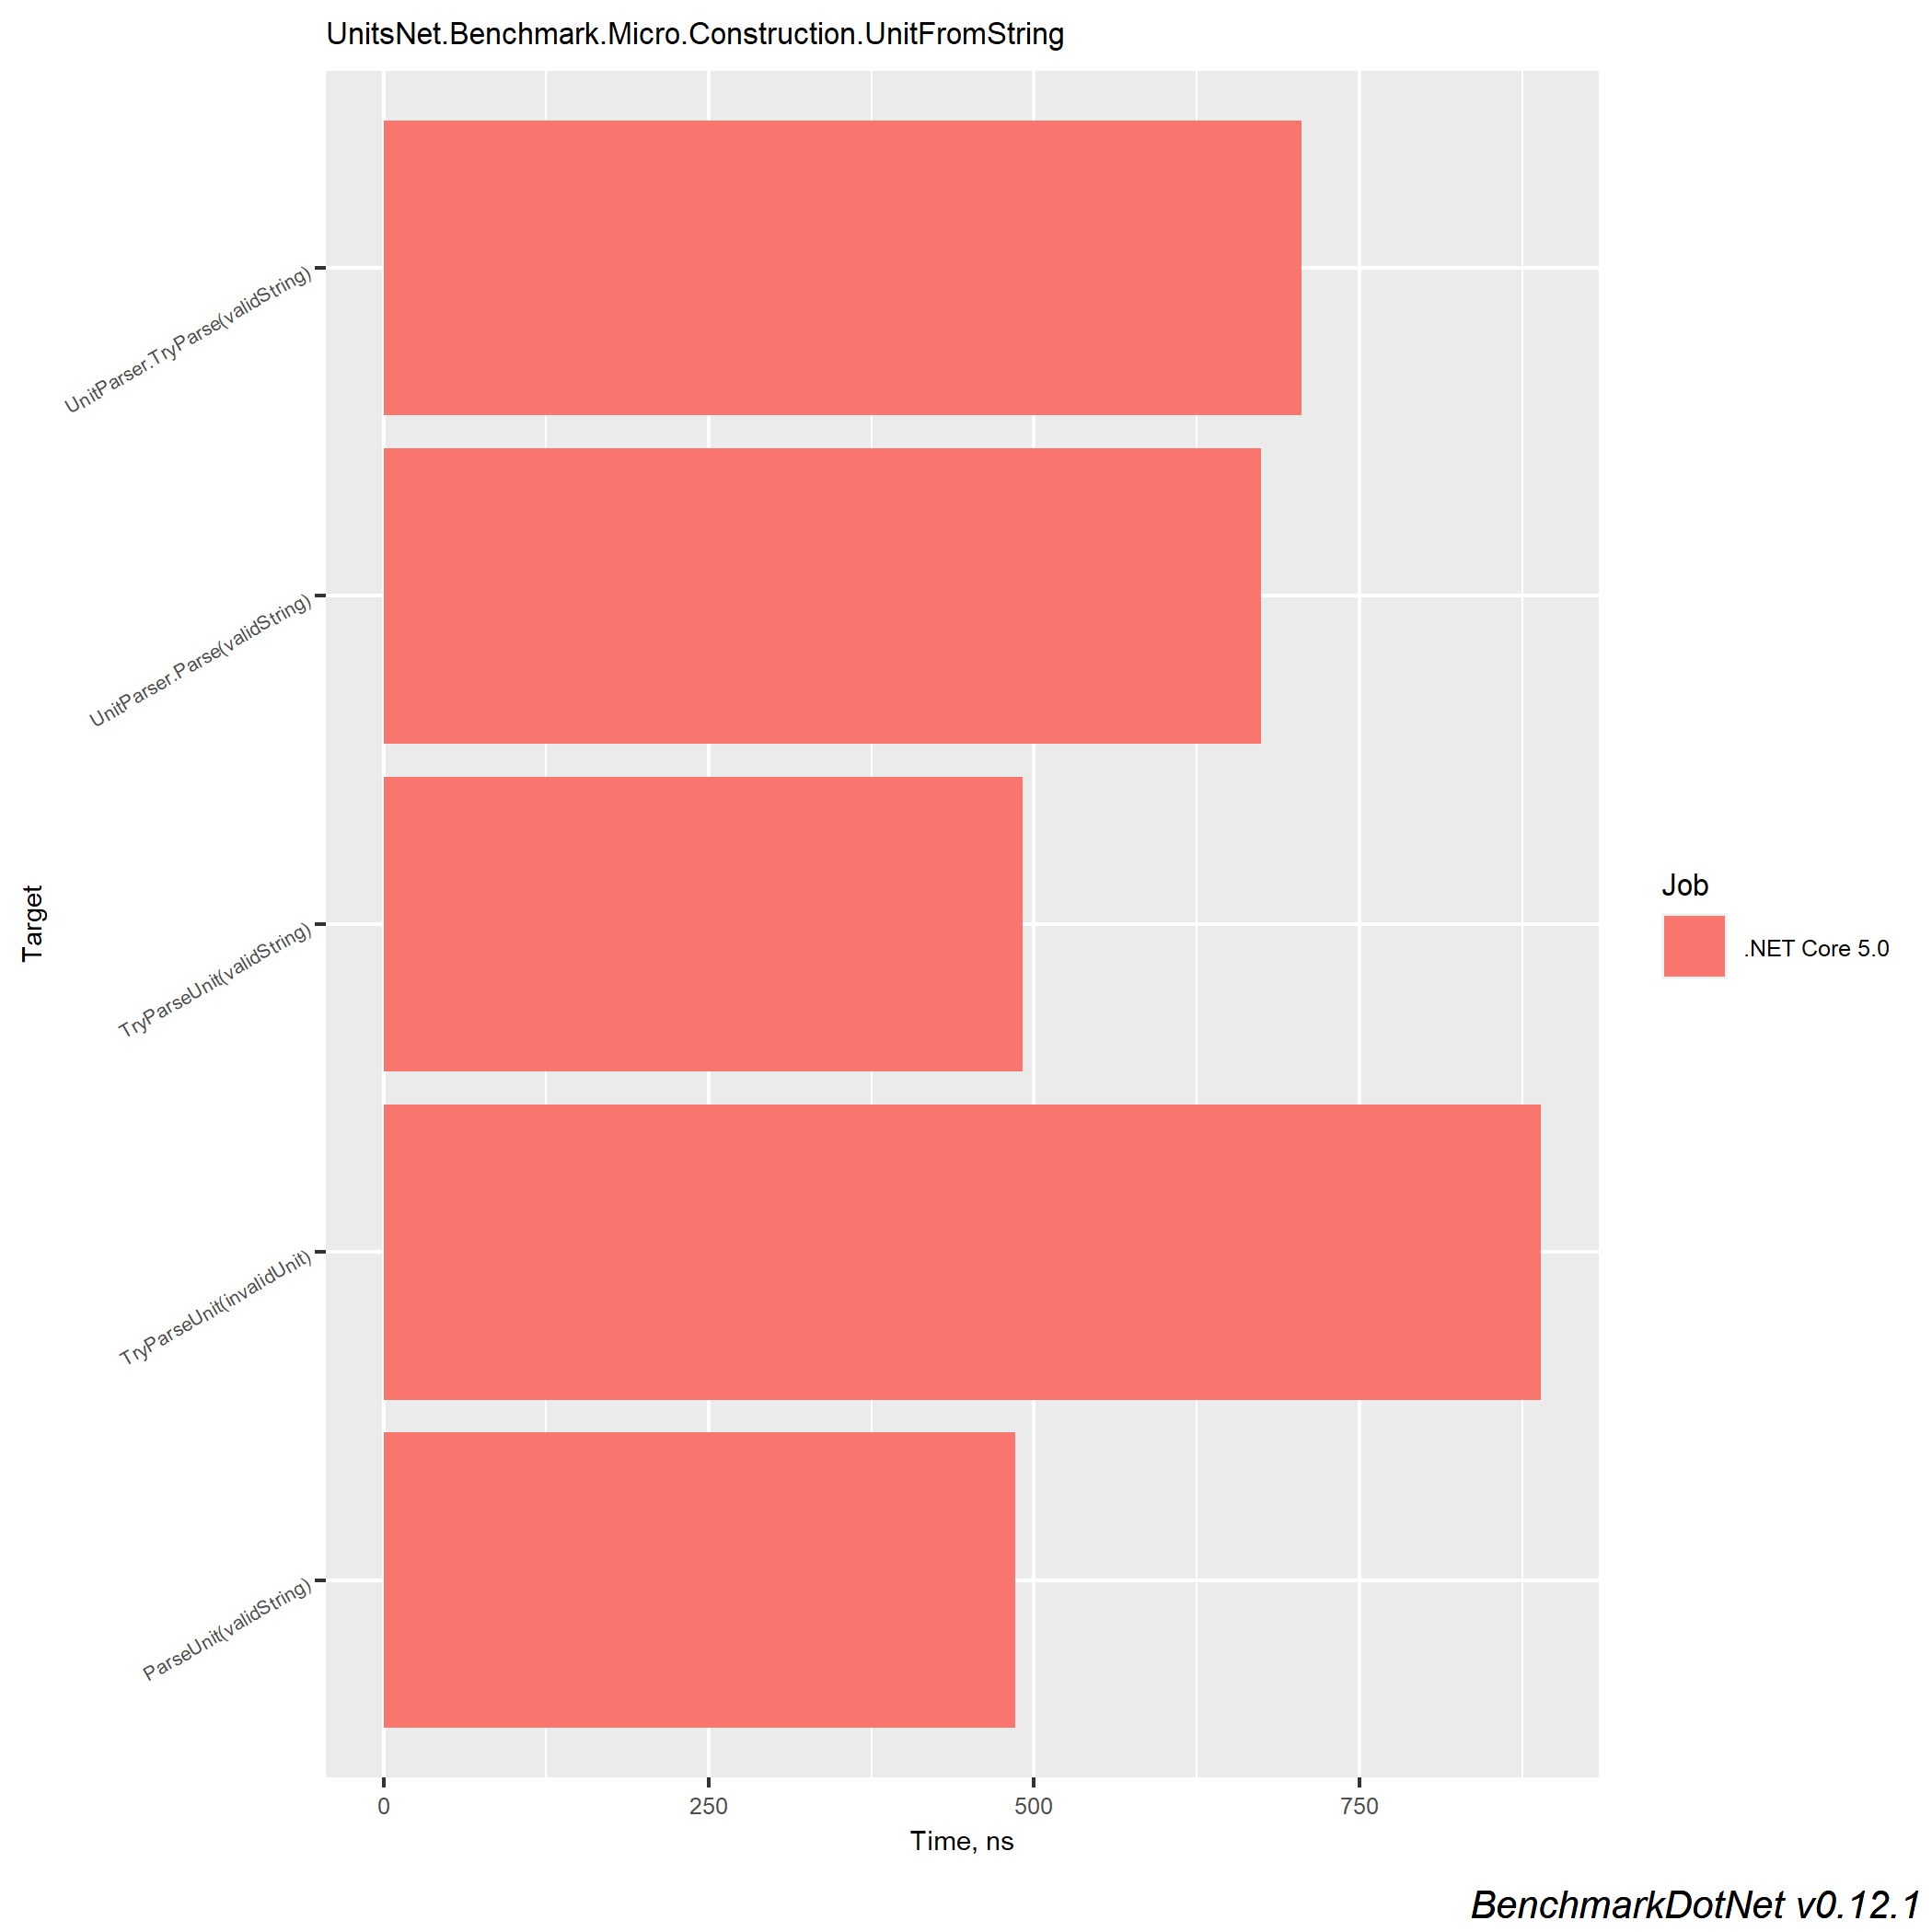 UnitsNet.Benchmark.Micro.Construction.UnitFromString
UnitParser.TryParse(validString)
UnitParser.Parse(validString)
TryParseUnit(validString)
TryParseUnit(invalidUnit)
ParseUnit(validString)
Target
0
250
500
750
Time, ns
Job
.NET Core 5.0
BenchmarkDotNet v0.12.1